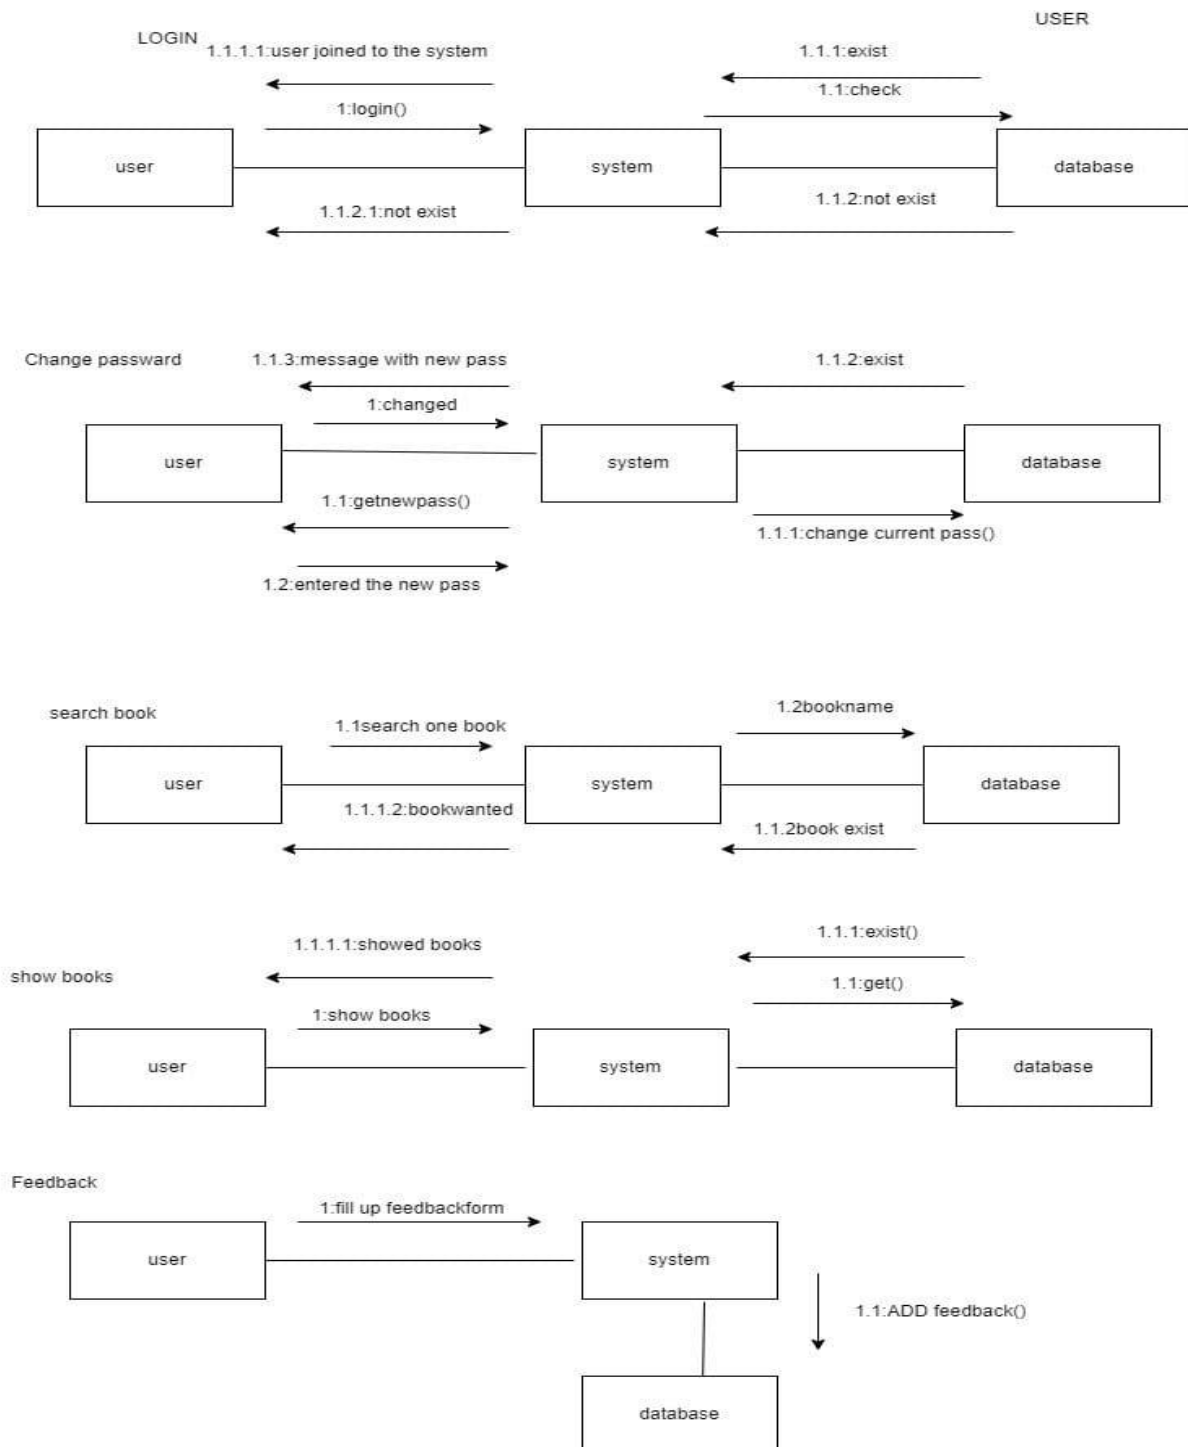 USER
LOGIN
1.1.1.1:user joined to the system
1.1.1:exist
1.1:check
1:login()
user
system
database
1.1.2.1:not exist
1.1.2:not exist
Change passward
1.1.3:message with new pass
1.1.2:exist
1:changed
user
system
database
1.1:getnewpass()
1.1.1:change current pass()
1.2:entered the new pass
search book
1.1search one book
1.2bookname
user
system
database
1.1.1.2:bookwanted
1.1.2book exist
1.1.1.1:showed books
1.1.1:exist()
show books
1.1:get()
1:show books
user
system
database
Feedback
1:fill up feedbackform
user
system
1.1:ADD feedback()
database